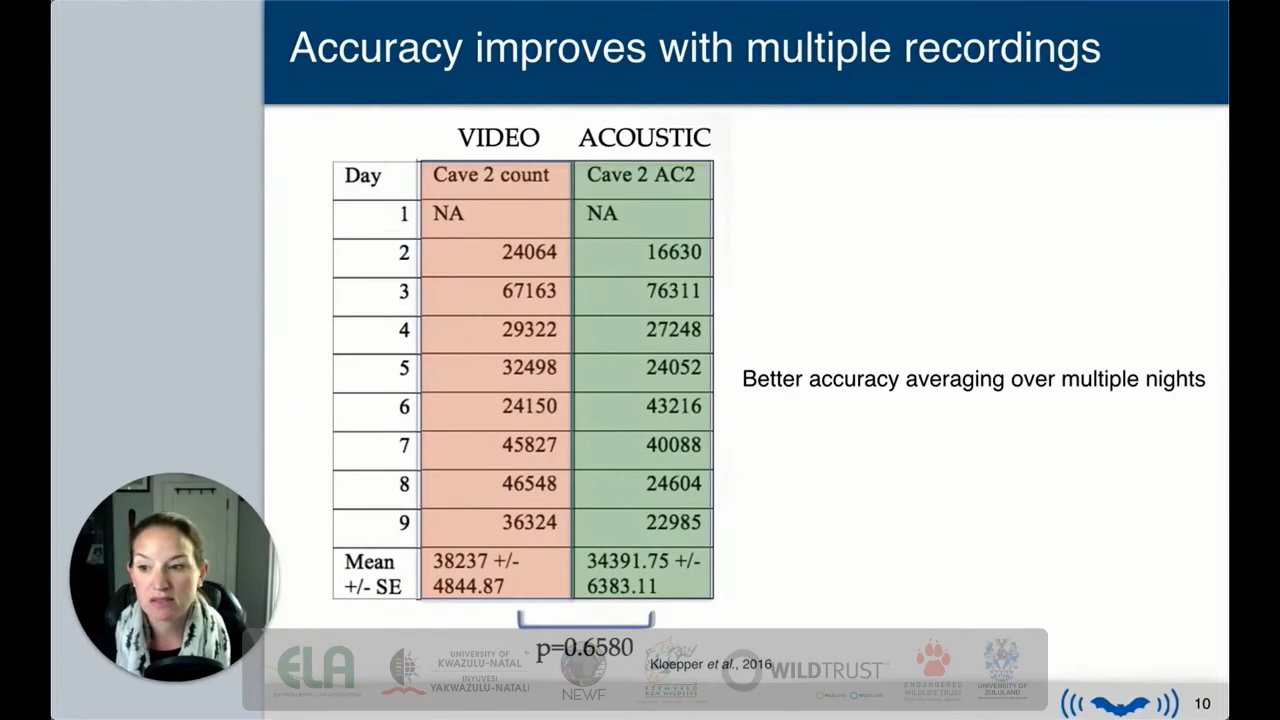 Accuracy improves with multiple recordings
VIDEO ACOUSTIC
Day Cave 2 count Cave 2 AC2
1 NA NA
2 24064 16630
3 67163 76311
4 29322 27248
5 32498 24052
6 24150 43216
7 45827 40088
8 46548 24604
9 36324 22985
Mean 38237 +/- 34391.75 +/-
+/- SE 4844.87 6383.11
Better accuracy averaging over multiple nights
p=0.6580
Kloepper et al., 2016
ELA
UNIVERSITY OF
KWAZULU-NATAL
INYUVESI
YAKWAZULU-NATALI
NEWF
EZEMVELO
KZN WILDLIFE
WILDTRUST
ENDANGERED
WILDLIFE TRUST
UNIVERSITY OF
ZULULAND
10